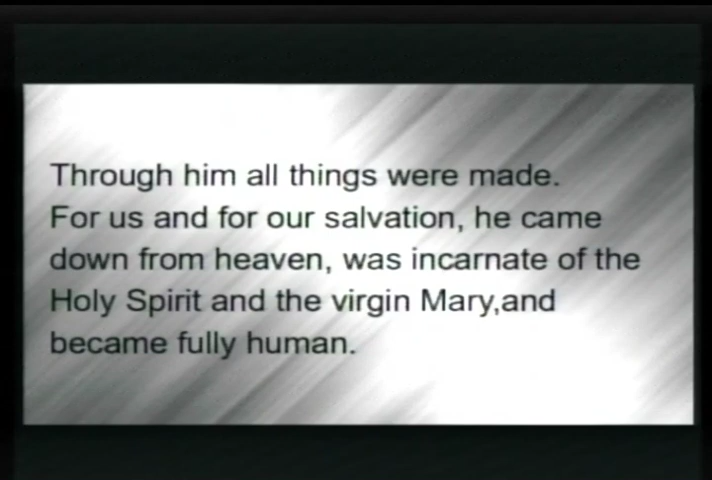 Through him all things were made.
For us and for our salvation, he came
down from heaven, was incarnate of the
Holy Spirit and the virgin Mary,and
became fully human.